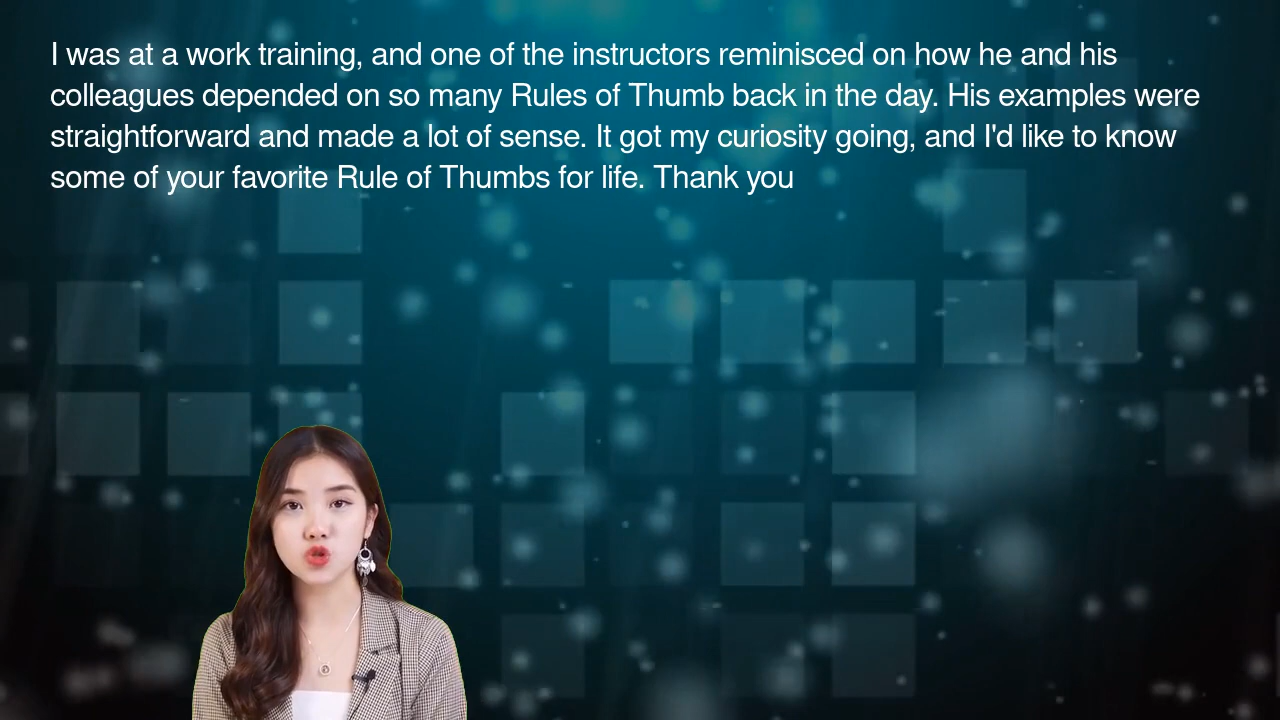 I was at a work training, and one of the instructors reminisced on how he and his
colleagues depended on so many Rules of Thumb back in the day. His examples were
straightforward and made a lot of sense. It got my curiosity going, and I'd like to know
some of your favorite Rule of Thumbs for life. Thank you